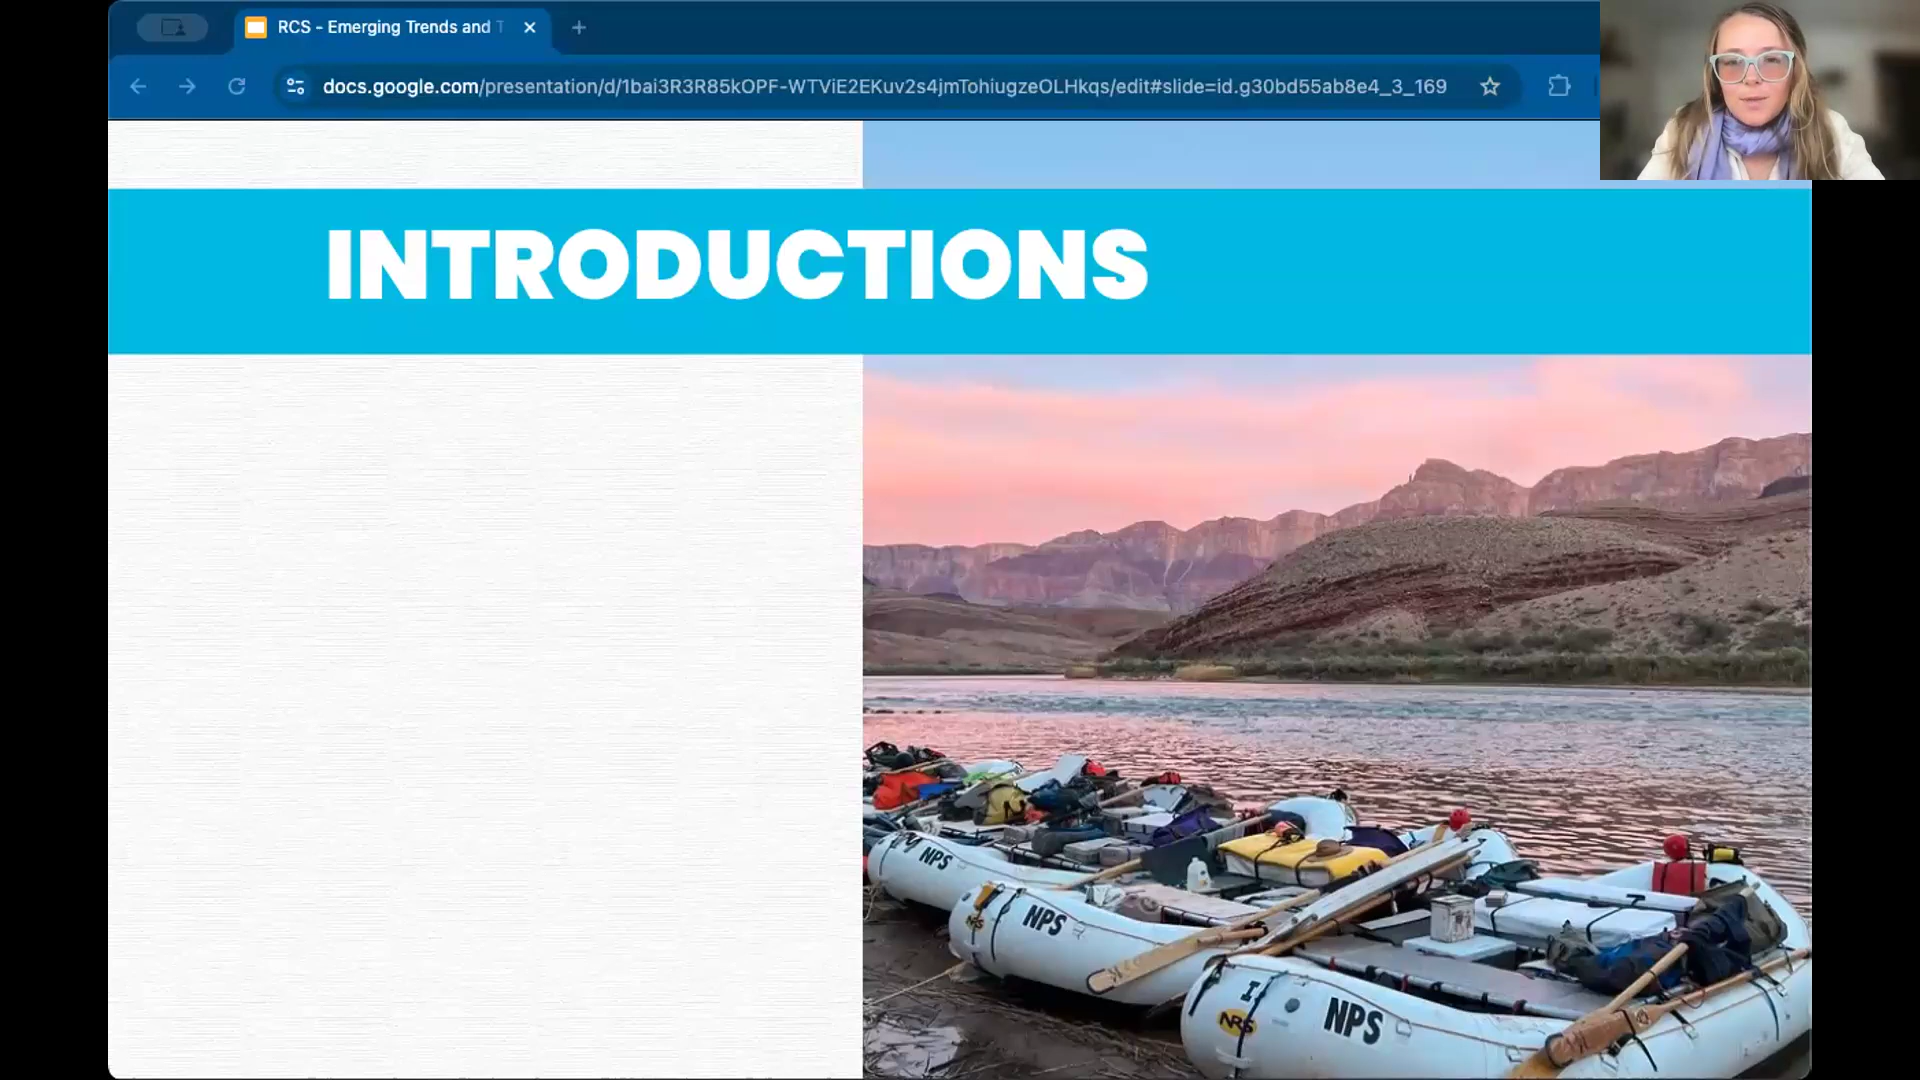 RCS - Emerging Trends and T
docs.google.com/presentation/d/1bai3R3R85kOPF-WTViE2EKuv2s4jmTohiugzeOLHkqs/edit#slide=id.g30bd55ab8e4_3_169
INTRODUCTIONS
NPS
NPS
NRS
NPS
NRS